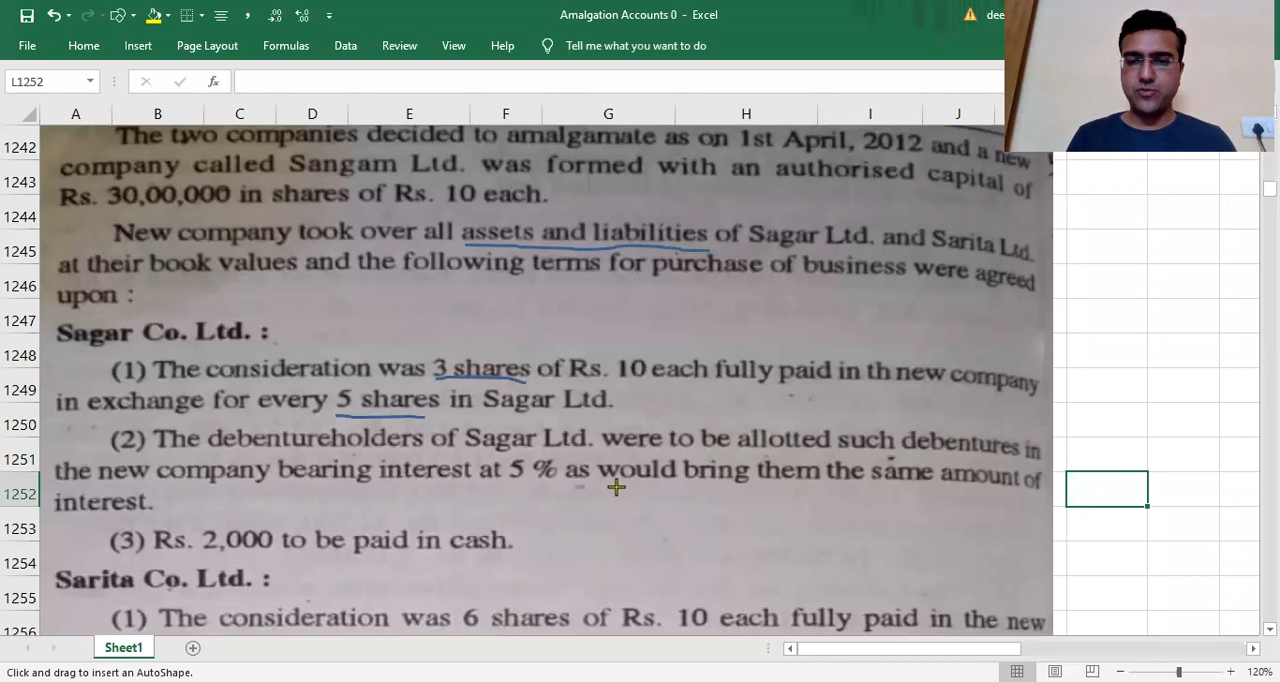 Amalgation Accounts 0 - Excel
dee
File Home Insert Page Layout Formulas Data Review View Help Tell me what you want to do
L1252
fx
A B C D E F G H I J
1242 The two companies decided to amalgamate as on 1st April, 2012 and a new
1243 company called Sangam Ltd. was formed with an authorised capital of
Rs. 30,00,000 in shares of Rs. 10 each.
1244
1245 New company took over all assets and liabilities of Sagar Ltd. and Sarita Ltd.
at their book values and the following terms for purchase of business were agreed
1246 upon :
1247
Sagar Co. Ltd. :
1248 (1) The consideration was 3 shares of Rs. 10 each fully paid in th new company
1249 in exchange for every 5 shares in Sagar Ltd.
1250
(2) The debentureholders of Sagar Ltd. were to be allotted such debentures in
1251 the new company bearing interest at 5 % as would bring them the same amount of
1252 interest.
1253 (3) Rs. 2,000 to be paid in cash.
1254
Sarita Co. Ltd. :
1255
1256 (1) The consideration was 6 shares of Rs. 10 each fully paid in the new
Sheet1
Click and drag to insert an AutoShape.
120%